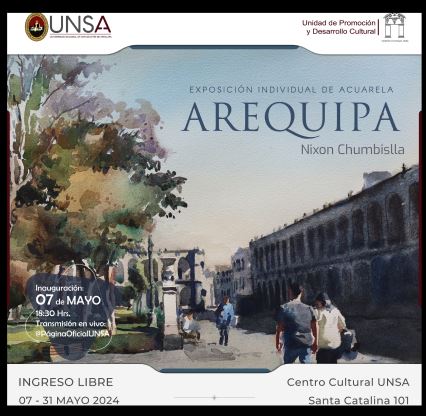 UNSA
Unidad de Promoción
y Desarrollo Cultural
EXPOSICIÓN INDIVIDUAL DE ACUARELA
AREQUIPA
Nixon Chumbislla
Inauguración:
07 de MAYO
18:30 Hrs.
Transmisión en vivo:
@PáginaOficialUNSA
INGRESO LIBRE
07 - 31 MAYO 2024
Centro Cultural UNSA
Santa Catalina 101